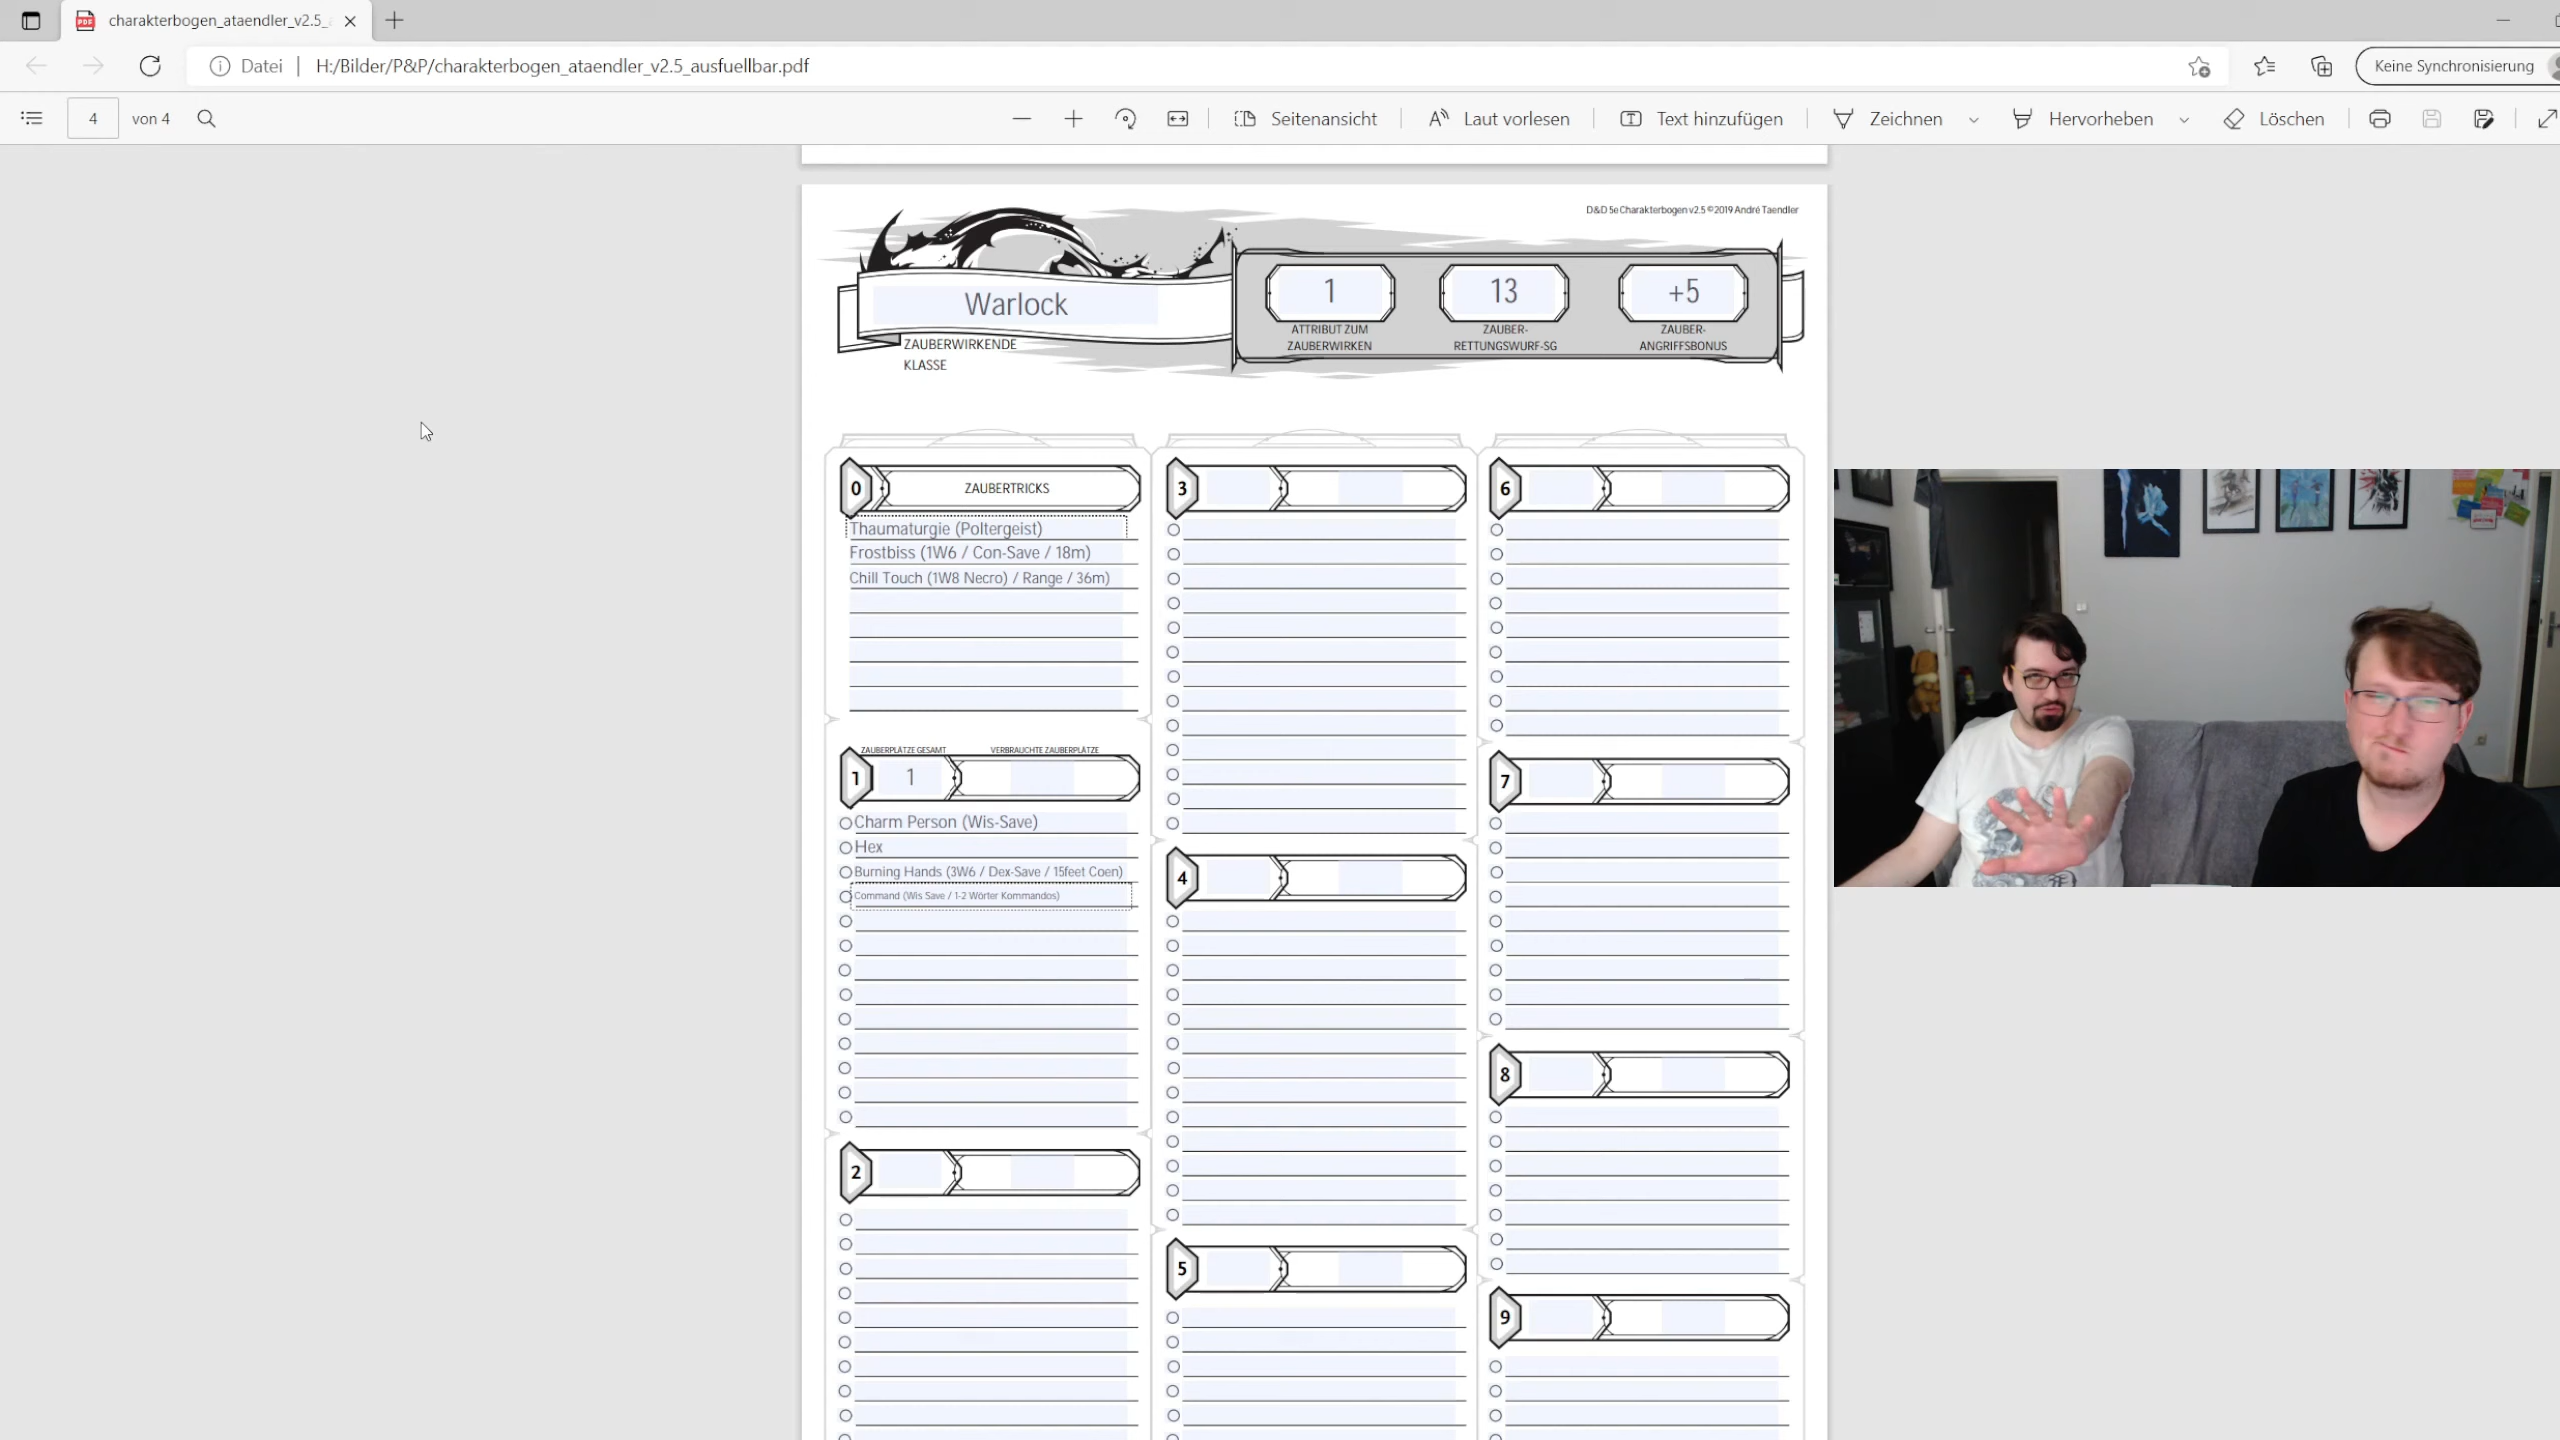 charakterbogen_ataendler_v2.5_
Datei | H:/Bilder/P&P/charakterbogen_ataendler_v2.5_ausfuellbar.pdf
Keine Synchronisierung
4 von 4
Seitenansicht
Laut vorlesen
Text hinzufügen
Zeichnen
Hervorheben
Löschen
D&D 5e Charakterbogen v2.5 ©2019 André Taendler
Warlock
ZAUBERWIRKENDE
KLASSE
1
ATTRIBUT ZUM
ZAUBERWIRKEN
13
ZAUBER-
RETTUNGSWURF-SG
+5
ZAUBER-
ANGRIFFSBONUS
0 ZAUBERTRICKS
Thaumaturgie (Poltergeist)
Frostbiss (1W6 / Con-Save / 18m)
Chill Touch (1W8 Necro) / Range / 36m)
ZAUBERPLÄTZE GESAMT VERBRAUCHTE ZAUBERPLÄTZE
1 1
Charm Person (Wis-Save)
Hex
Burning Hands (3W6 / Dex-Save / 15feet Coen)
Command (Wis Save / 1-2 Wörter Kommandos)
2
3
4
5
6
7
8
9